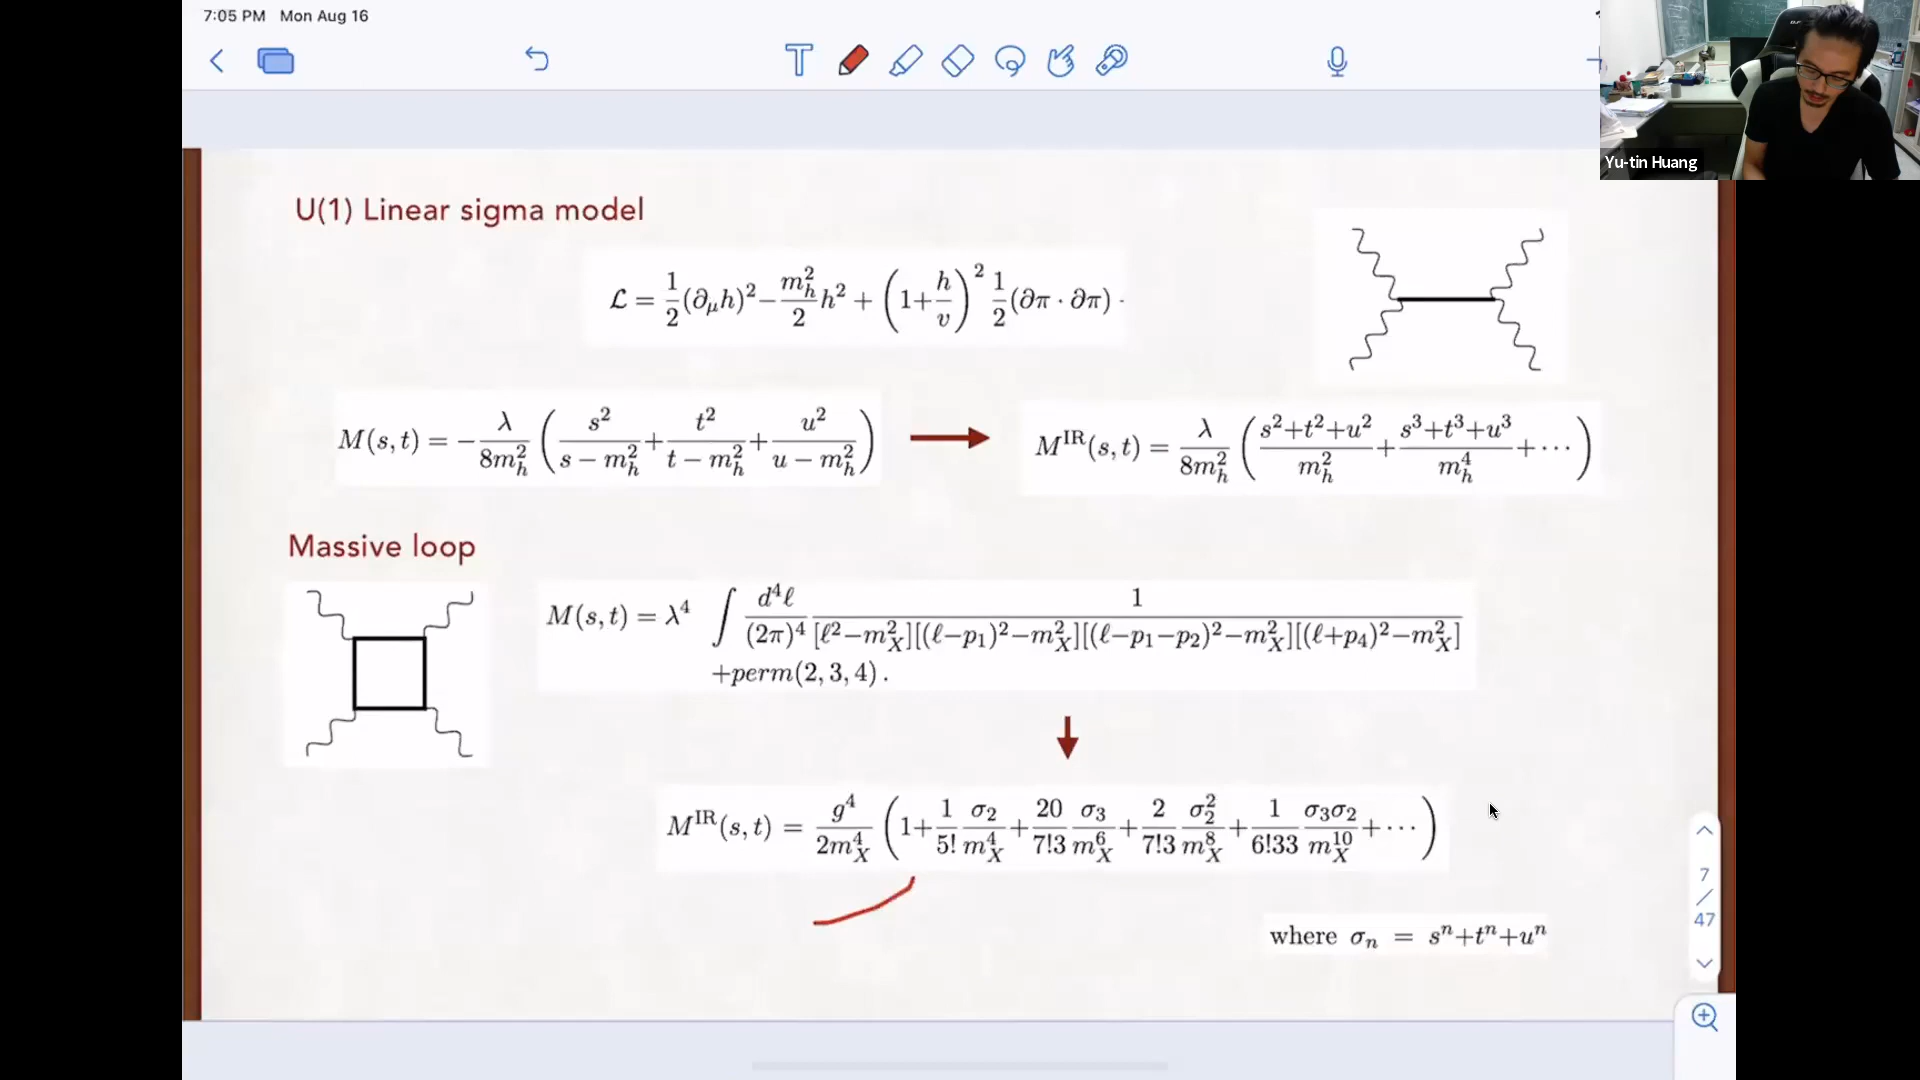 7:05 PM Mon Aug 16
Yu-tin Huang
U(1) Linear sigma model
ℒ = 1/2 (∂_μ h)² − m_h²/2 h² + (1 + h/v)² 1/2 (∂π · ∂π) ·
M(s,t) = − λ/8m_h² ( s²/(s − m_h²) + t²/(t − m_h²) + u²/(u − m_h²) )
M^IR(s,t) = λ/8m_h² ( (s²+t²+u²)/m_h² + (s³+t³+u³)/m_h⁴ + ⋯ )
Massive loop
M(s,t) = λ⁴ ∫ d⁴ℓ/(2π)⁴ 1/([ℓ²−m_X²][(ℓ−p₁)²−m_X²][(ℓ−p₁−p₂)²−m_X²][(ℓ+p₄)²−m_X²])
+perm(2, 3, 4) .
M^IR(s,t) = g⁴/2m_X⁴ ( 1 + 1/5! σ₂/m_X⁴ + 20/7!3 σ₃/m_X⁶ + 2/7!3 σ₂²/m_X⁸ + 1/6!33 σ₃σ₂/m_X¹⁰ + ⋯ )
where σ_n = sⁿ+tⁿ+uⁿ
7
/
47